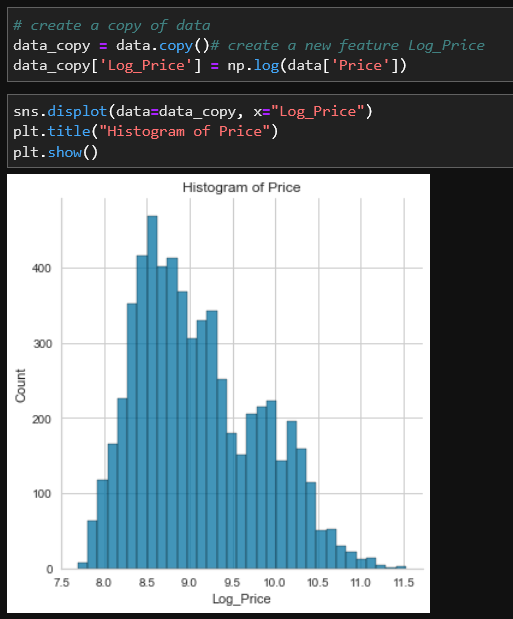 # create a copy of data
data_copy = data.copy()# create a new feature Log_Price
data_copy['Log_Price'] = np.log(data['Price'])
sns.displot(data=data_copy, x="Log_Price")
plt.title("Histogram of Price")
plt.show()
Histogram of Price
400
300
200
100
0
Count
7.5 8.0 8.5 9.0 9.5 10.0 10.5 11.0 11.5
Log_Price